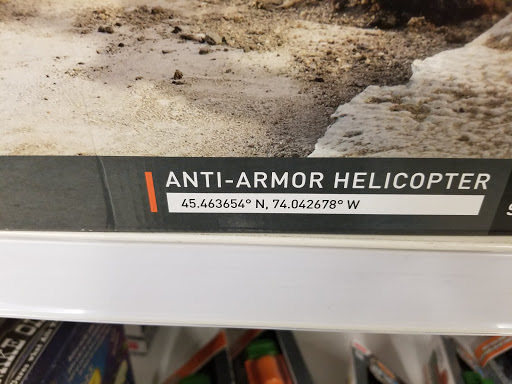 ANTI-ARMOR HELICOPTER
45.463654° N, 74.042678° W